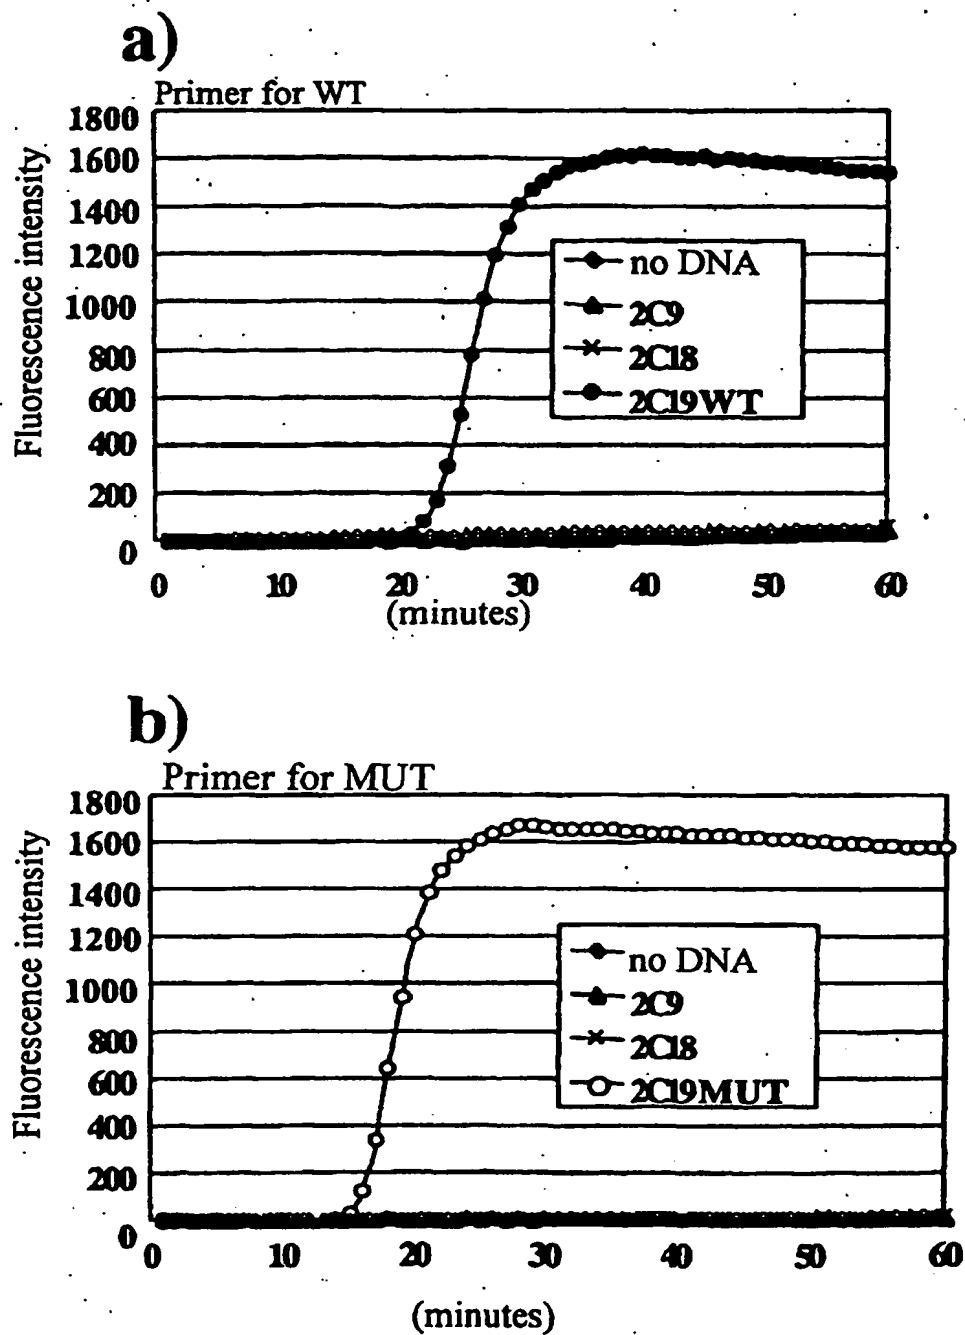 a)
Primer for WT
Fluorescence intensity
1800
1600
1400
1200
1000
800
600
400
200
0
no DNA
2C9
2C18
2C19WT
0 10 20 30 40 50 60
(minutes)
b)
Primer for MUT
Fluorescence intensity
1800
1600
1400
1200
1000
800
600
400
200
0
no DNA
2C9
2C18
2C19MUT
0 10 20 30 40 50 60
(minutes)